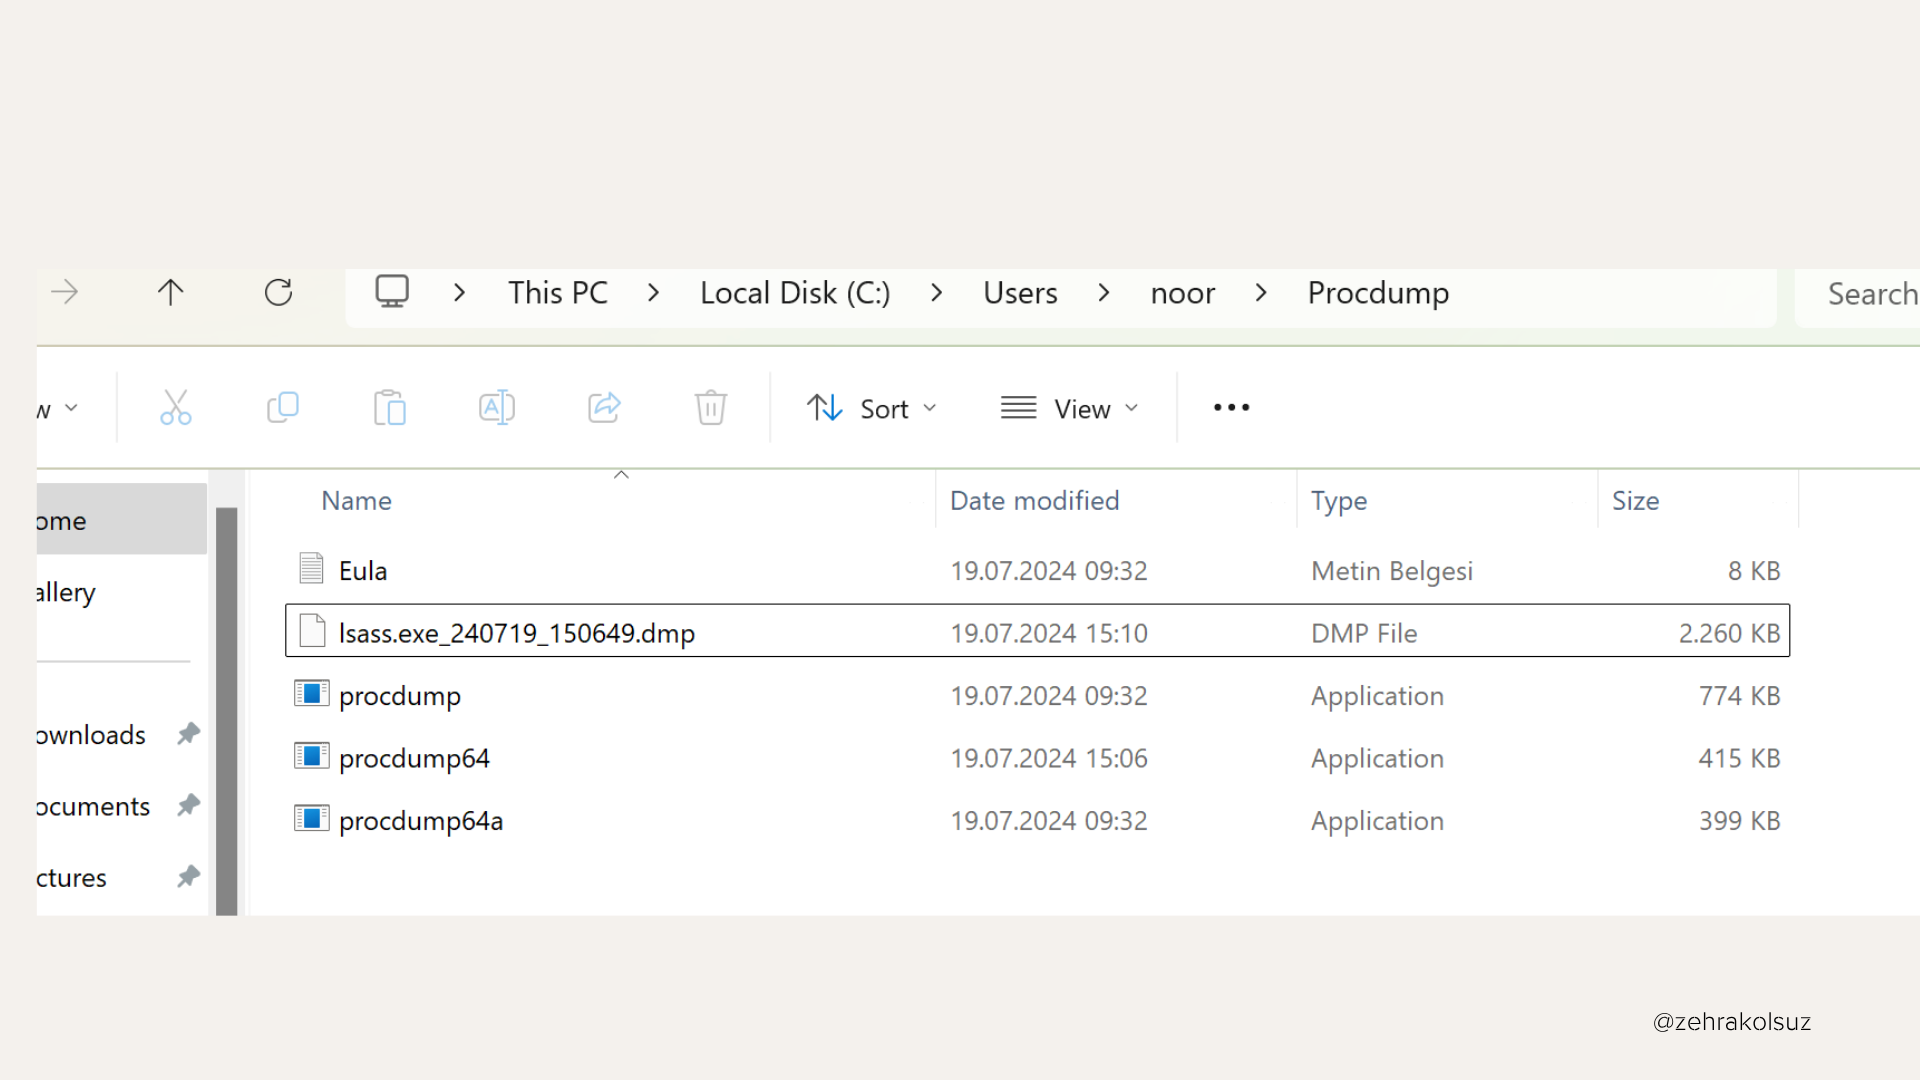 This PC > Local Disk (C:) > Users > noor > Procdump Search
w Sort View
Name Date modified Type Size
ome
allery
ownloads
ocuments
ctures
Eula 19.07.2024 09:32 Metin Belgesi 8 KB
lsass.exe_240719_150649.dmp 19.07.2024 15:10 DMP File 2.260 KB
procdump 19.07.2024 09:32 Application 774 KB
procdump64 19.07.2024 15:06 Application 415 KB
procdump64a 19.07.2024 09:32 Application 399 KB
@zehrakolsuz